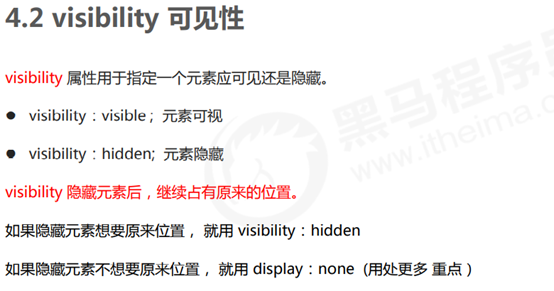 4.2 visibility 可见性
visibility 属性用于指定一个元素应可见还是隐藏。
● visibility：visible ; 元素可视
● visibility：hidden; 元素隐藏
visibility 隐藏元素后，继续占有原来的位置。
如果隐藏元素想要原来位置， 就用 visibility：hidden
如果隐藏元素不想要原来位置， 就用 display：none (用处更多 重点 )
黑马程序员
www.itheima.c